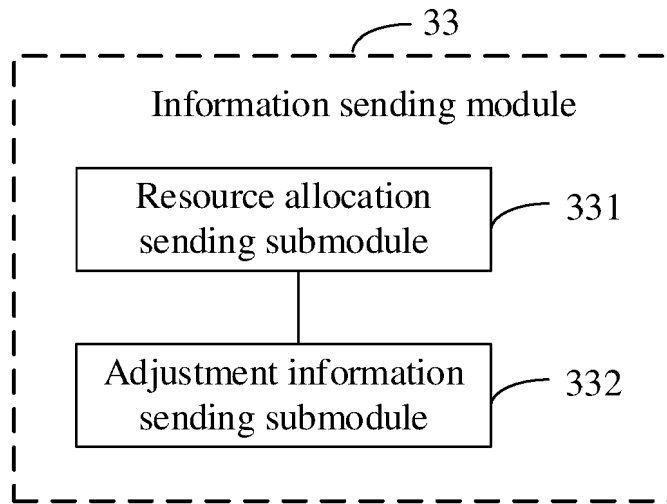 33
Information sending module
Resource allocation
sending submodule
331
Adjustment information
sending submodule
332